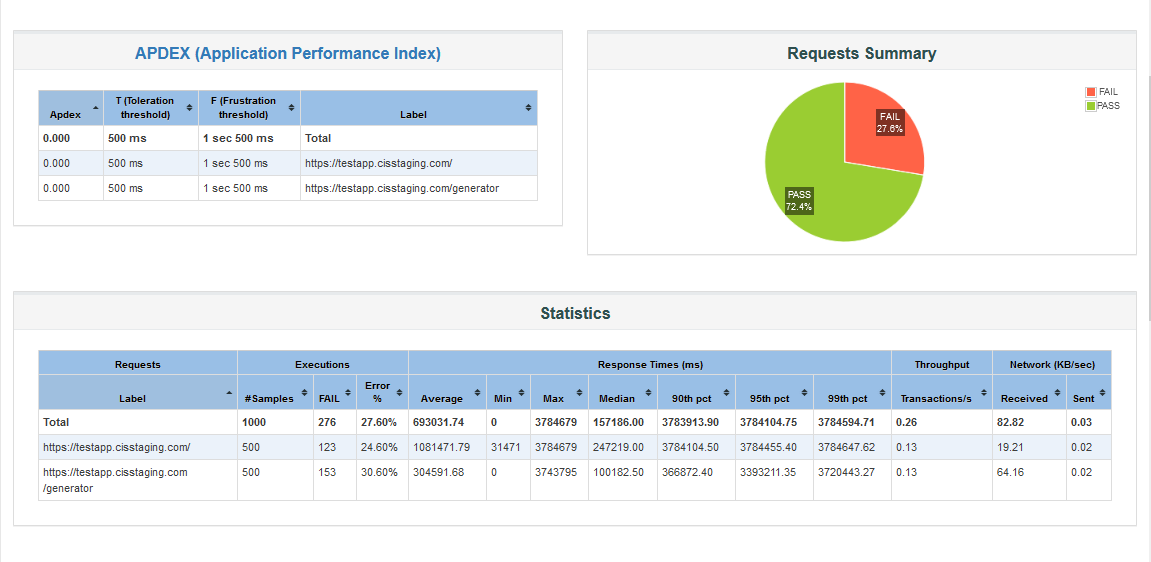 APDEX (Application Performance Index)
Apdex T (Toleration threshold) F (Frustration threshold) Label
0.000 500 ms 1 sec 500 ms Total
0.000 500 ms 1 sec 500 ms https://testapp.cisstaging.com/
0.000 500 ms 1 sec 500 ms https://testapp.cisstaging.com/generator
Requests Summary
FAIL
PASS
FAIL
27.6%
PASS
72.4%
Statistics
Requests Executions Response Times (ms) Throughput Network (KB/sec)
Label #Samples FAIL Error % Average Min Max Median 90th pct 95th pct 99th pct Transactions/s Received Sent
Total 1000 276 27.60% 693031.74 0 3784679 157186.00 3783913.90 3784104.75 3784594.71 0.26 82.82 0.03
https://testapp.cisstaging.com/ 500 123 24.60% 1081471.79 31471 3784679 247219.00 3784104.50 3784455.40 3784647.62 0.13 19.21 0.02
https://testapp.cisstaging.com 500 153 30.60% 304591.68 0 3743795 100182.50 366872.40 3393211.35 3720443.27 0.13 64.16 0.02
/generator